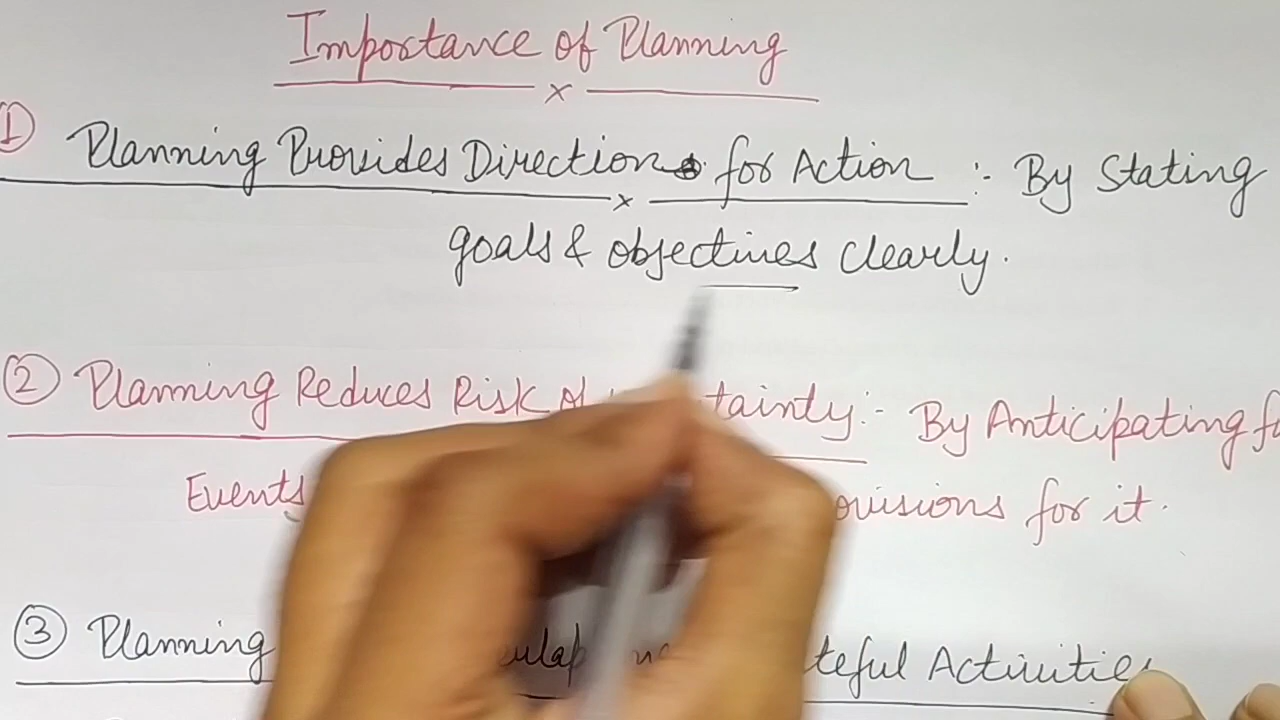 Importance of Planning
① Planning Provides Directions for Action :- By Stating
goals & objectives clearly.
② Planning Reduces Risk of :- By Anticipating
Events for it.
③ Planning Activities